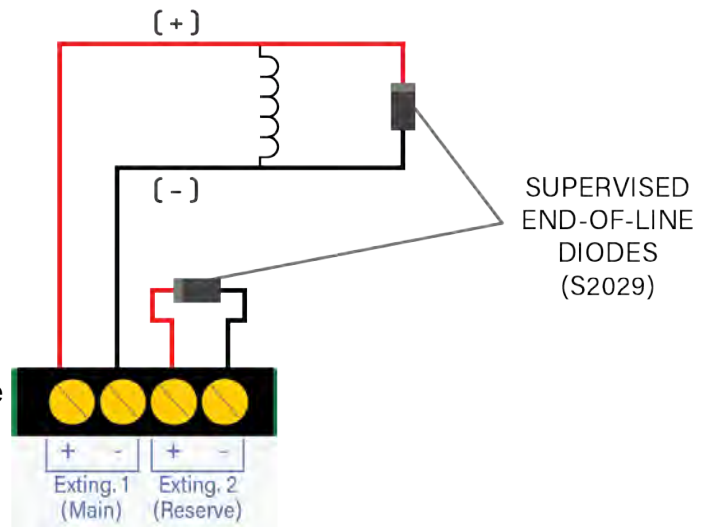 (+)
(-)
SUPERVISED
END-OF-LINE
DIODES
(S2029)
e
+ - + -
Exting. 1 Exting. 2
(Main) (Reserve)